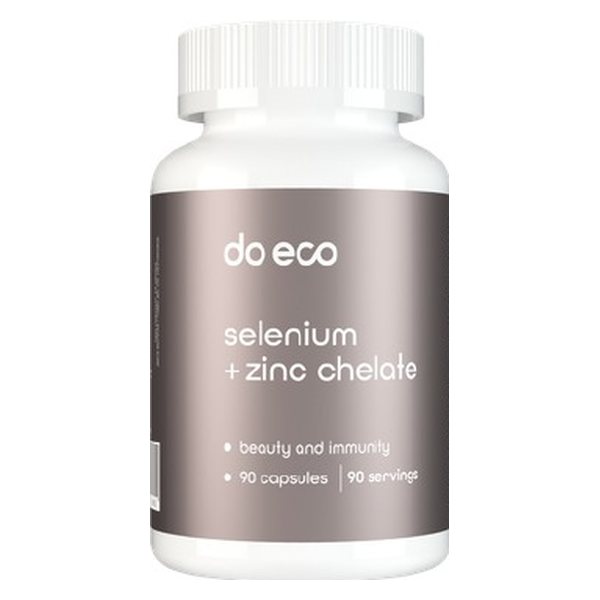 do eco
selenium
+ zinc chelate
• beauty and immunity
• 90 capsules | 90 servings